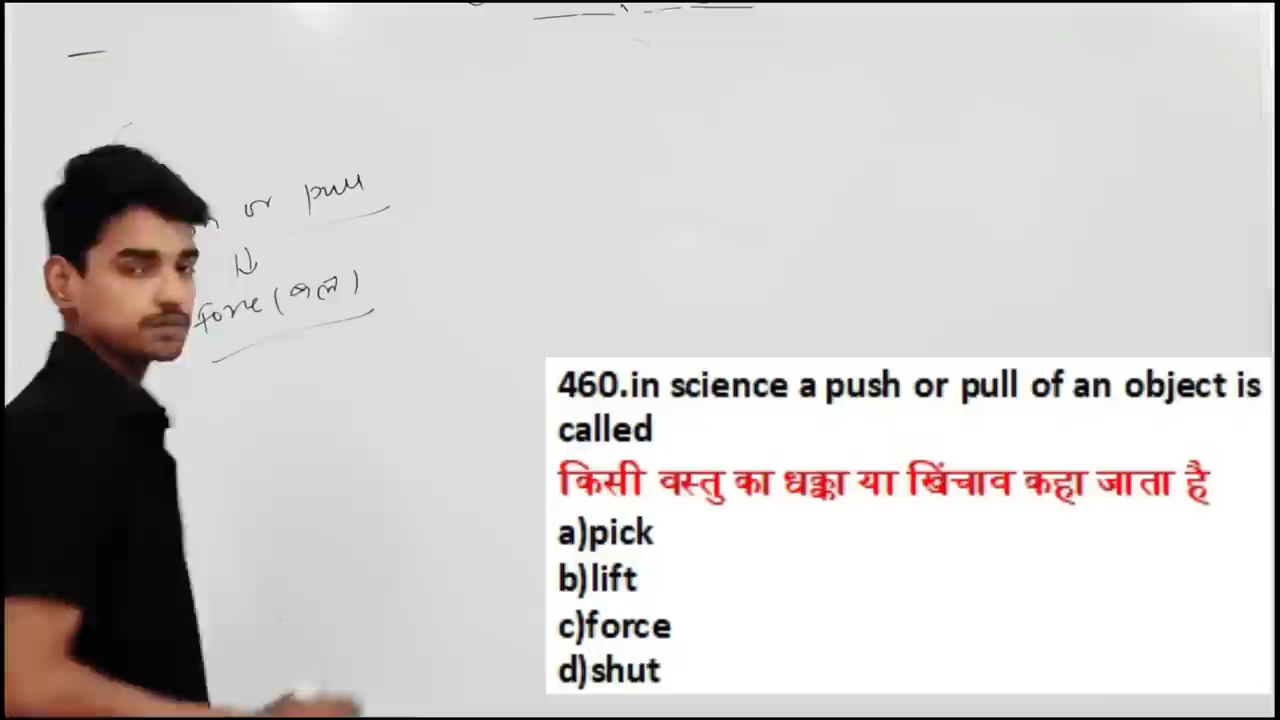 or pull
force (बल)
460.in science a push or pull of an object is
called
किसी वस्तु का धक्का या खिंचाव कहा जाता है
a)pick
b)lift
c)force
d)shut